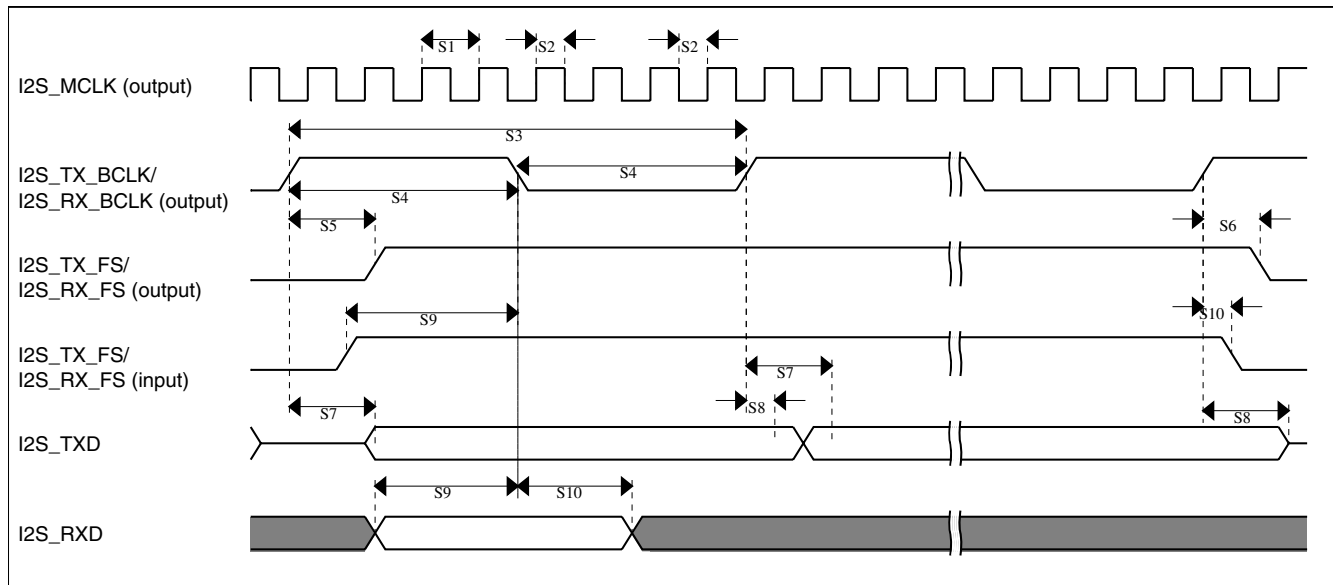 S1 S2 S2
I2S_MCLK (output)
S3
I2S_TX_BCLK/
I2S_RX_BCLK (output)
S4
S4
S5
S6
I2S_TX_FS/
I2S_RX_FS (output)
S9
S10
I2S_TX_FS/
I2S_RX_FS (input)
S7
S7
S8
S8
I2S_TXD
S9 S10
I2S_RXD